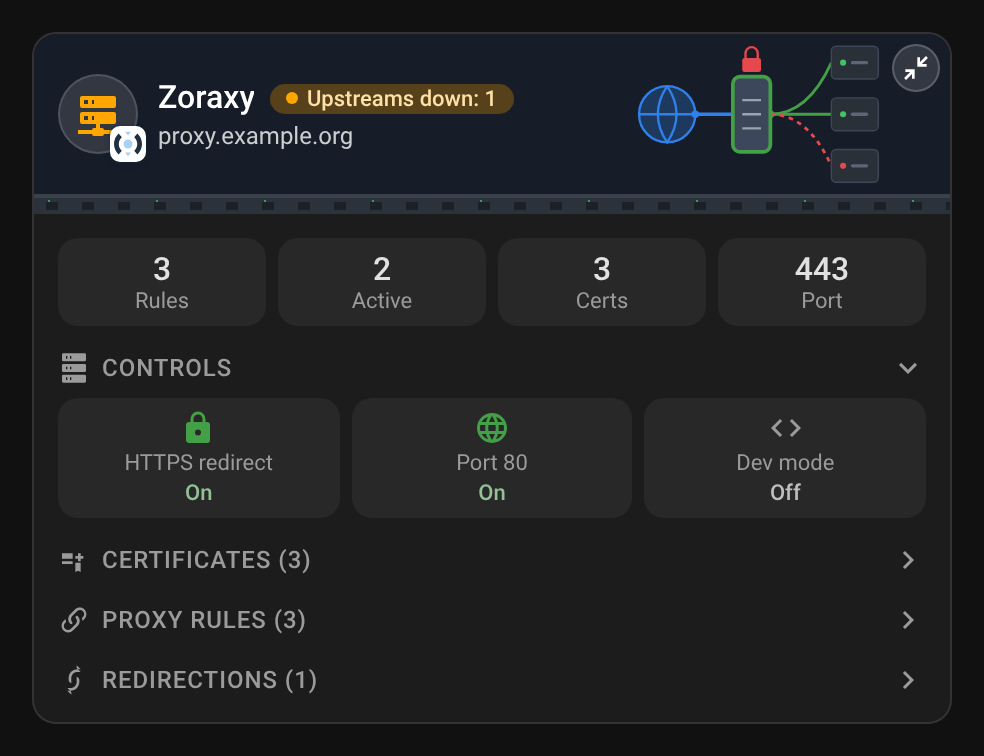 Zoraxy
Upstreams down: 1
proxy.example.org
3
Rules
2
Active
3
Certs
443
Port
CONTROLS
HTTPS redirect
On
Port 80
On
Dev mode
Off
CERTIFICATES (3)
PROXY RULES (3)
REDIRECTIONS (1)